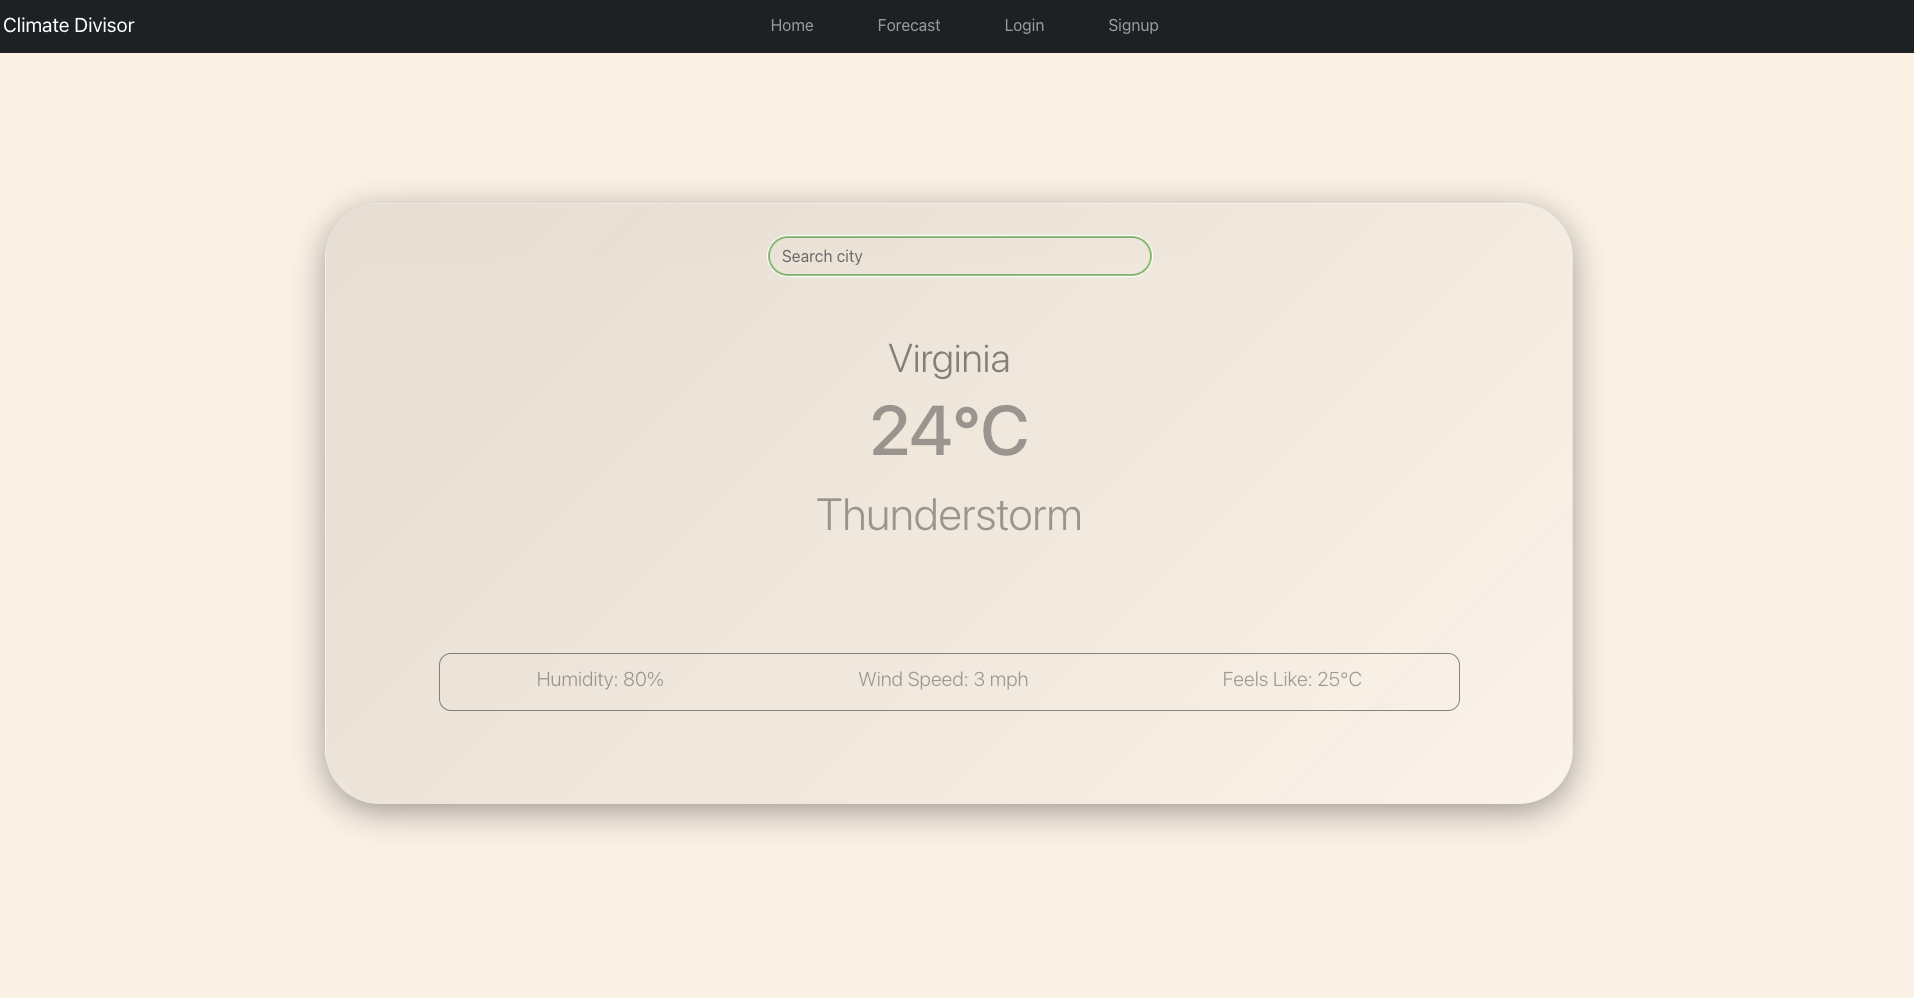 Climate Divisor
Home Forecast Login Signup
Search city
Virginia
24°C
Thunderstorm
Humidity: 80% Wind Speed: 3 mph Feels Like: 25°C